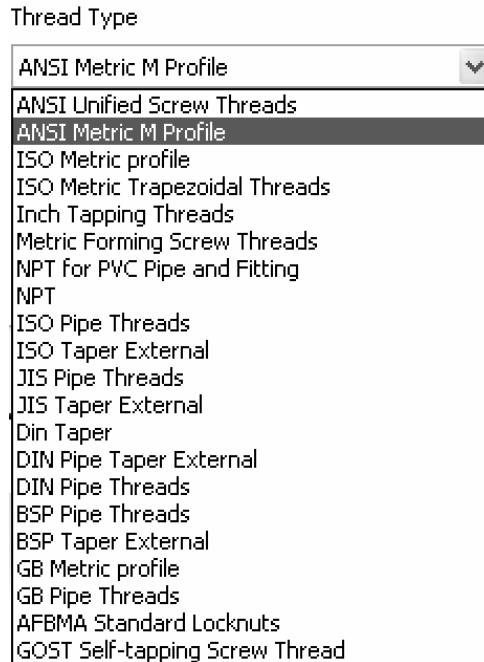 Thread Type
ANSI Metric M Profile
ANSI Unified Screw Threads
ANSI Metric M Profile
ISO Metric profile
ISO Metric Trapezoidal Threads
Inch Tapping Threads
Metric Forming Screw Threads
NPT for PVC Pipe and Fitting
NPT
ISO Pipe Threads
ISO Taper External
JIS Pipe Threads
JIS Taper External
Din Taper
DIN Pipe Taper External
DIN Pipe Threads
BSP Pipe Threads
BSP Taper External
GB Metric profile
GB Pipe Threads
AFBMA Standard Locknuts
GOST Self-tapping Screw Thread